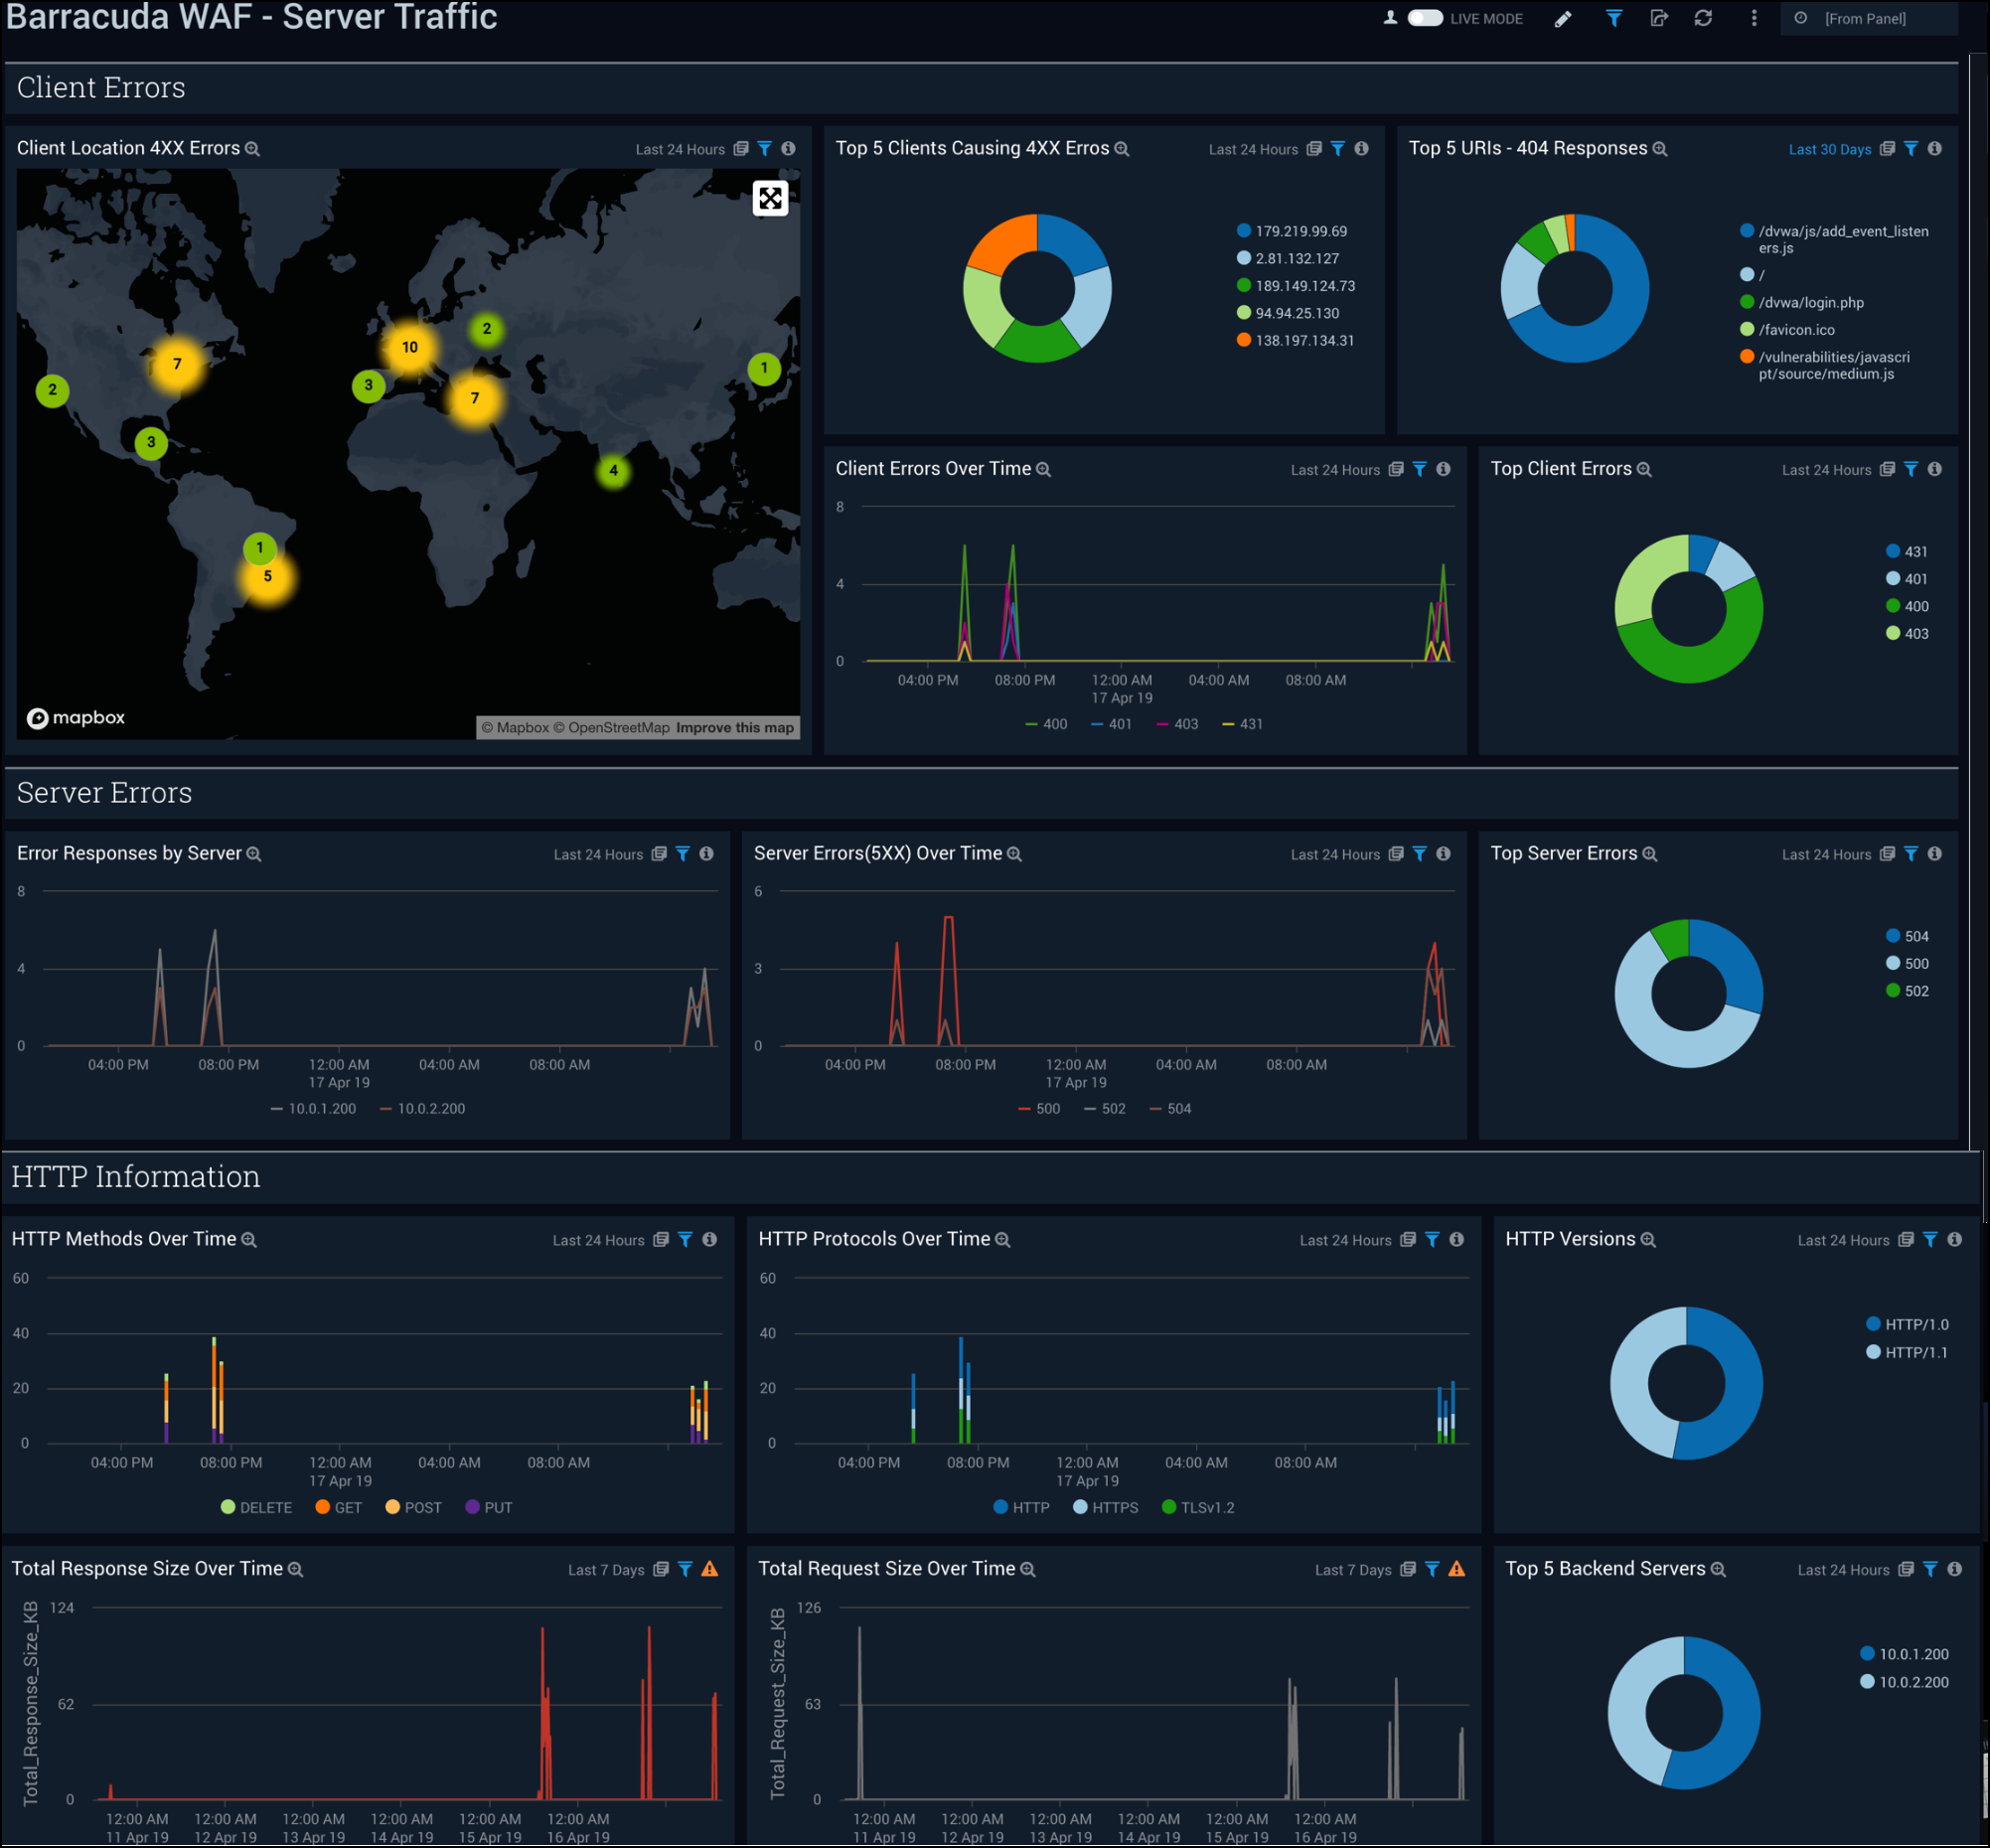 Barracuda WAF - Server Traffic
LIVE MODE
[From Panel]
Client Errors
Client Location 4XX Errors
Last 24 Hours
7
10
2
2
3
7
1
3
4
1
5
mapbox
© Mapbox © OpenStreetMap Improve this map
Top 5 Clients Causing 4XX Erros
Last 24 Hours
179.219.99.69
2.81.132.127
189.149.124.73
94.94.25.130
138.197.134.31
Top 5 URIs - 404 Responses
Last 30 Days
/dvwa/js/add_event_listen
ers.js
/
/dvwa/login.php
/favicon.ico
/vulnerabilities/javascri
pt/source/medium.js
Client Errors Over Time
Last 24 Hours
8
4
0
04:00 PM 08:00 PM 12:00 AM 04:00 AM 08:00 AM
17 Apr 19
400 401 403 431
Top Client Errors
Last 24 Hours
431
401
400
403
Server Errors
Error Responses by Server
Last 24 Hours
8
4
0
04:00 PM 08:00 PM 12:00 AM 04:00 AM 08:00 AM
17 Apr 19
10.0.1.200 10.0.2.200
Server Errors(5XX) Over Time
Last 24 Hours
6
3
0
04:00 PM 08:00 PM 12:00 AM 04:00 AM 08:00 AM
17 Apr 19
500 502 504
Top Server Errors
Last 24 Hours
504
500
502
HTTP Information
HTTP Methods Over Time
Last 24 Hours
60
40
20
0
04:00 PM 08:00 PM 12:00 AM 04:00 AM 08:00 AM
17 Apr 19
DELETE GET POST PUT
HTTP Protocols Over Time
Last 24 Hours
60
40
20
0
04:00 PM 08:00 PM 12:00 AM 04:00 AM 08:00 AM
17 Apr 19
HTTP HTTPS TLSv1.2
HTTP Versions
Last 24 Hours
HTTP/1.0
HTTP/1.1
Total Response Size Over Time
Last 7 Days
Total_Response_Size_KB
124
62
0
12:00 AM 12:00 AM 12:00 AM 12:00 AM 12:00 AM 12:00 AM
11 Apr 19 12 Apr 19 13 Apr 19 14 Apr 19 15 Apr 19 16 Apr 19
Total Request Size Over Time
Last 7 Days
Total_Request_Size_KB
126
63
0
12:00 AM 12:00 AM 12:00 AM 12:00 AM 12:00 AM 12:00 AM
11 Apr 19 12 Apr 19 13 Apr 19 14 Apr 19 15 Apr 19 16 Apr 19
Top 5 Backend Servers
Last 24 Hours
10.0.1.200
10.0.2.200